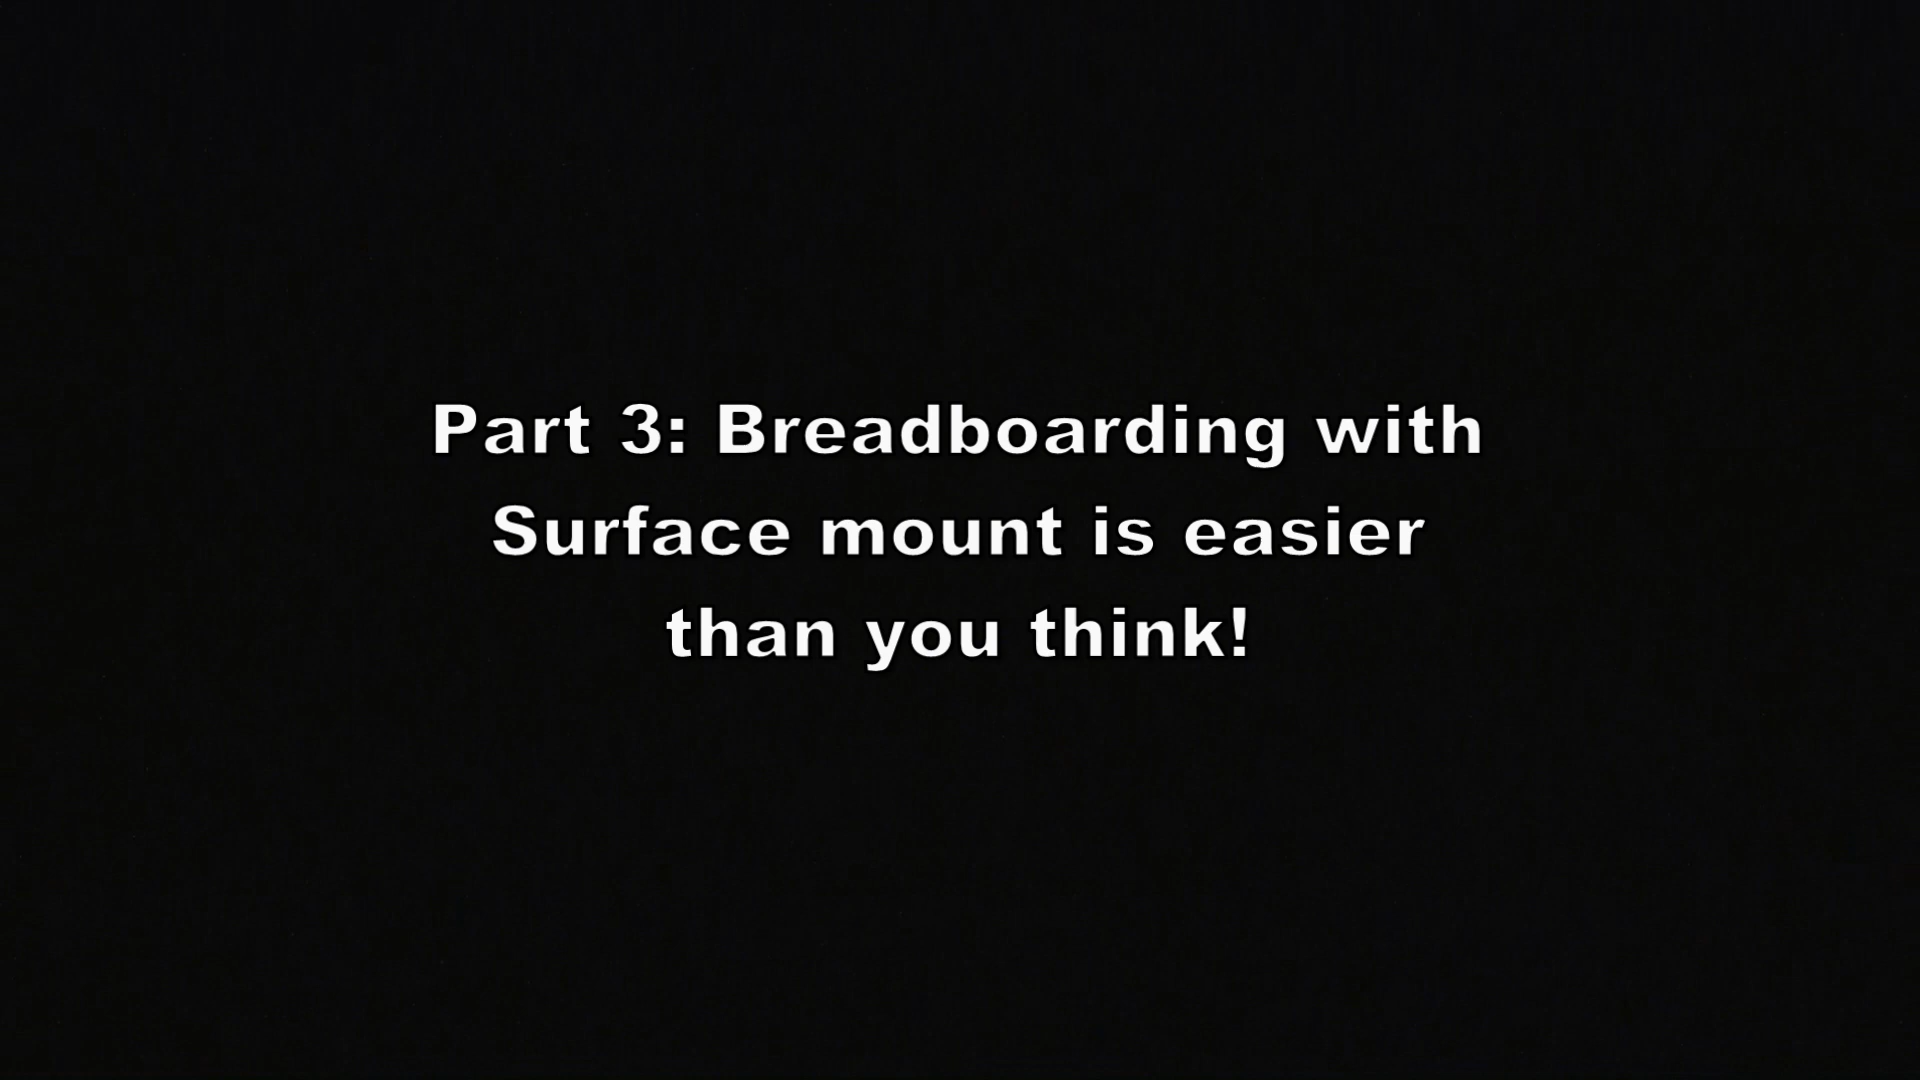 Part 3: Breadboarding with
Surface mount is easier
than you think!